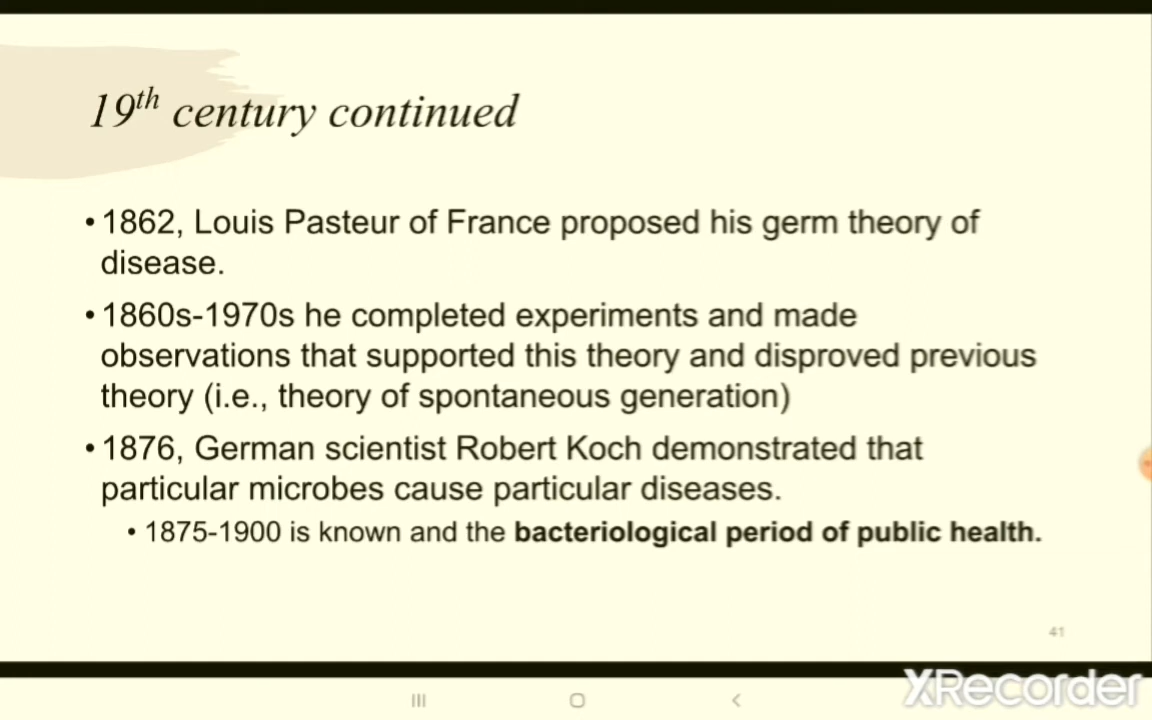 19th century continued
• 1862, Louis Pasteur of France proposed his germ theory of
disease.
• 1860s-1970s he completed experiments and made
observations that supported this theory and disproved previous
theory (i.e., theory of spontaneous generation)
• 1876, German scientist Robert Koch demonstrated that
particular microbes cause particular diseases.
• 1875-1900 is known and the bacteriological period of public health.
41
XRecorder